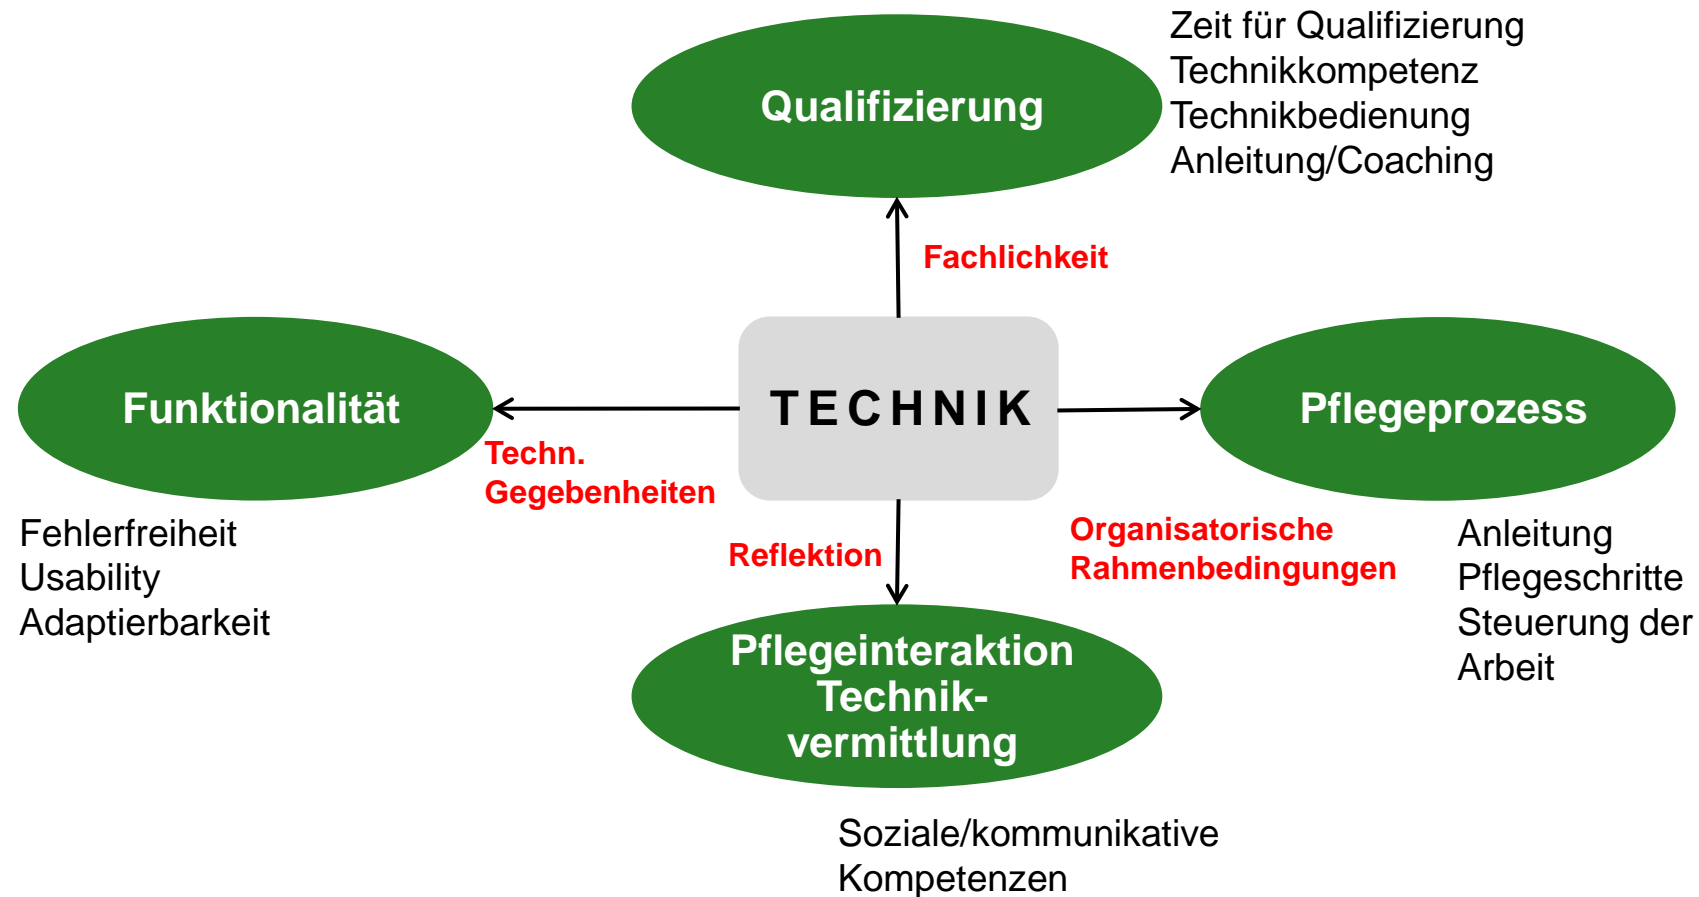 Zeit für Qualifizierung
Technikkompetenz
Technikbedienung
Anleitung/Coaching
Qualifizierung
Fachlichkeit
Funktionalität
TECHNIK
Pflegeprozess
Techn.
Gegebenheiten
Fehlerfreiheit
Usability
Adaptierbarkeit
Reflektion
Organisatorische
Rahmenbedingungen
Anleitung
Pflegeschritte
Steuerung der
Arbeit
Pflegeinteraktion
Technik-
vermittlung
Soziale/kommunikative
Kompetenzen